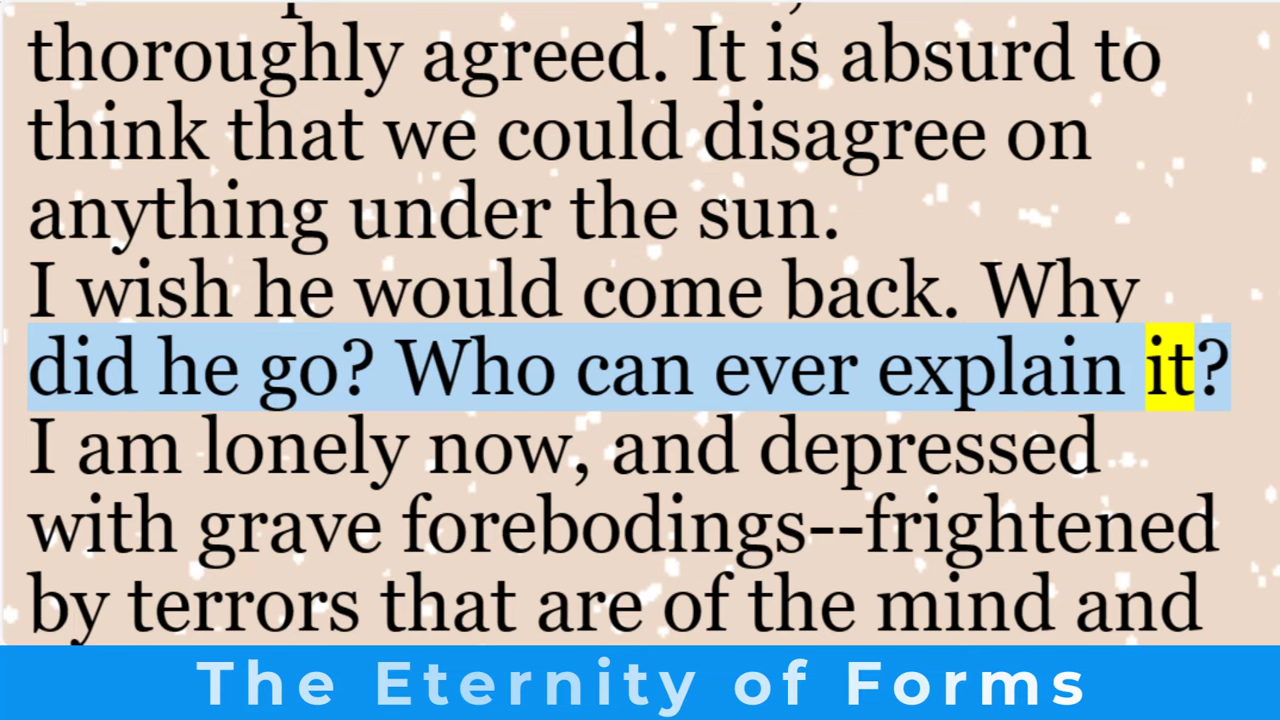 thoroughly agreed. It is absurd to
think that we could disagree on
anything under the sun.
I wish he would come back. Why
did he go? Who can ever explain it?
I am lonely now, and depressed
with grave forebodings--frightened
by terrors that are of the mind and
The Eternity of Forms